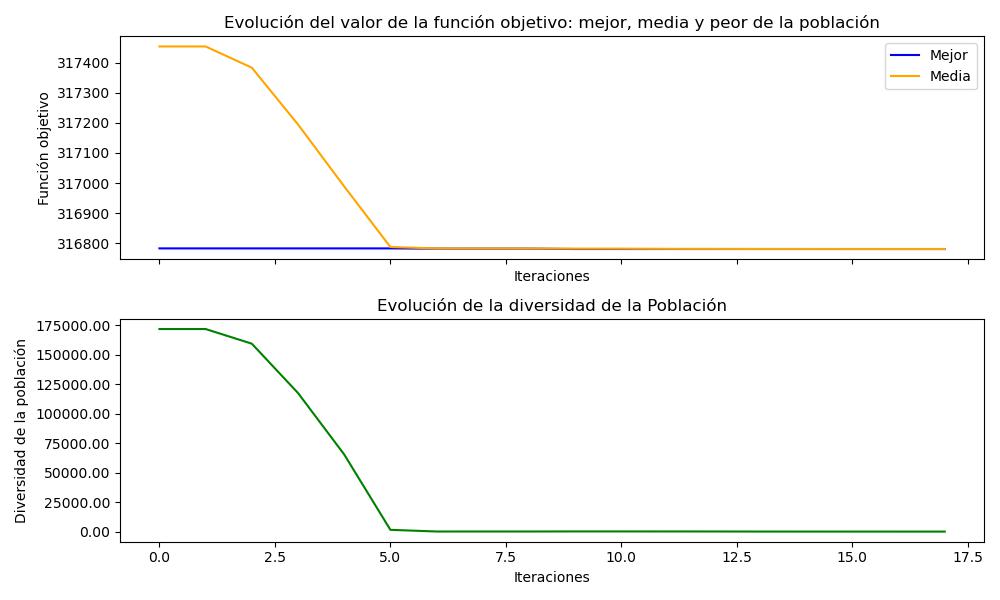 Evolución del valor de la función objetivo: mejor, media y peor de la población
Función objetivo
317400
317300
317200
317100
317000
316900
316800
Mejor
Media
Iteraciones
Evolución de la diversidad de la Población
Diversidad de la población
175000.00
150000.00
125000.00
100000.00
75000.00
50000.00
25000.00
0.00
0.0 2.5 5.0 7.5 10.0 12.5 15.0 17.5
Iteraciones